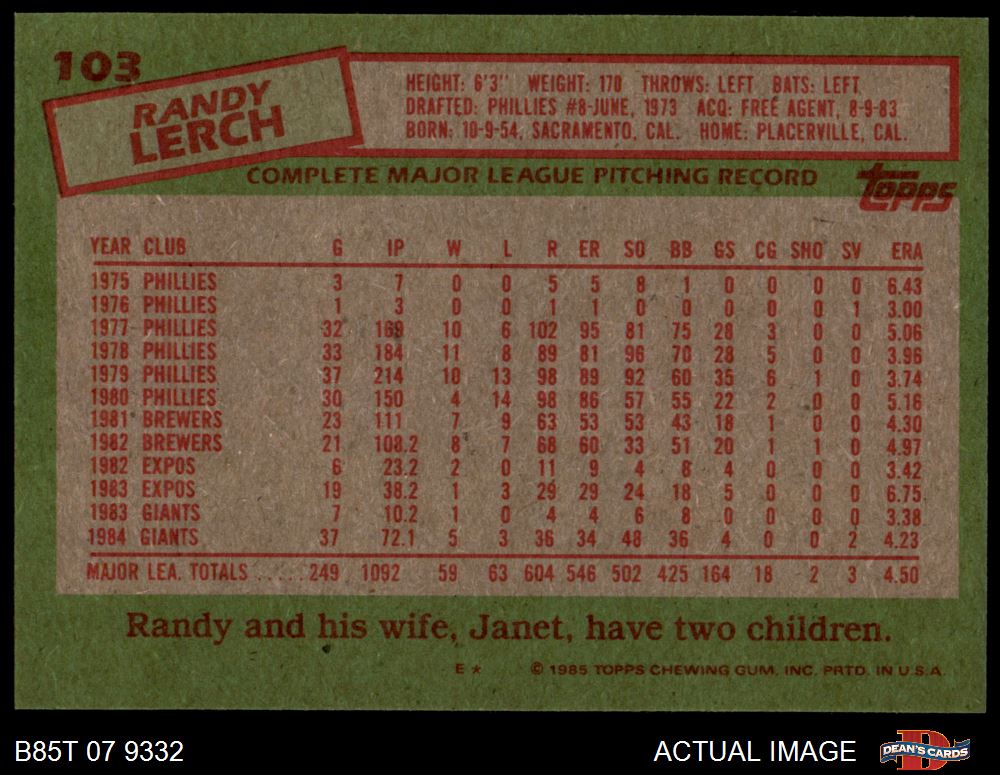 103
RANDY
LERCH
HEIGHT: 6'3" WEIGHT: 170 THROWS: LEFT BATS: LEFT
DRAFTED: PHILLIES #8-JUNE, 1973 ACQ: FREE AGENT, 8-9-83
BORN: 10-9-54, SACRAMENTO, CAL. HOME: PLACERVILLE, CAL.
COMPLETE MAJOR LEAGUE PITCHING RECORD
topps
YEAR CLUB G IP W L R ER SO BB GS CG SHO SV ERA
1975 PHILLIES 3 7 0 0 5 5 8 1 0 0 0 0 6.43
1976 PHILLIES 1 3 0 0 1 1 0 0 0 0 0 1 3.00
1977 PHILLIES 32 169 10 6 102 95 81 75 28 3 0 0 5.06
1978 PHILLIES 33 184 11 8 89 81 96 70 28 5 0 0 3.96
1979 PHILLIES 37 214 10 13 98 89 92 60 35 6 1 0 3.74
1980 PHILLIES 30 150 4 14 98 86 57 55 22 2 0 0 5.16
1981 BREWERS 23 111 7 9 63 53 53 43 18 1 0 0 4.30
1982 BREWERS 21 108.2 8 7 68 60 33 51 20 1 1 0 4.97
1982 EXPOS 6 23.2 2 0 11 9 4 8 4 0 0 0 3.42
1983 EXPOS 19 38.2 1 3 29 29 24 18 5 0 0 0 6.75
1983 GIANTS 7 10.2 1 0 4 4 6 8 0 0 0 0 3.38
1984 GIANTS 37 72.1 5 3 36 34 48 36 4 0 0 2 4.23
MAJOR LEA. TOTALS ..... 249 1092 59 63 604 546 502 425 164 18 2 3 4.50
Randy and his wife, Janet, have two children.
E * © 1985 TOPPS CHEWING GUM, INC. PRTD. IN U.S.A.
B85T 07 9332 ACTUAL IMAGE D DEAN'S CARDS